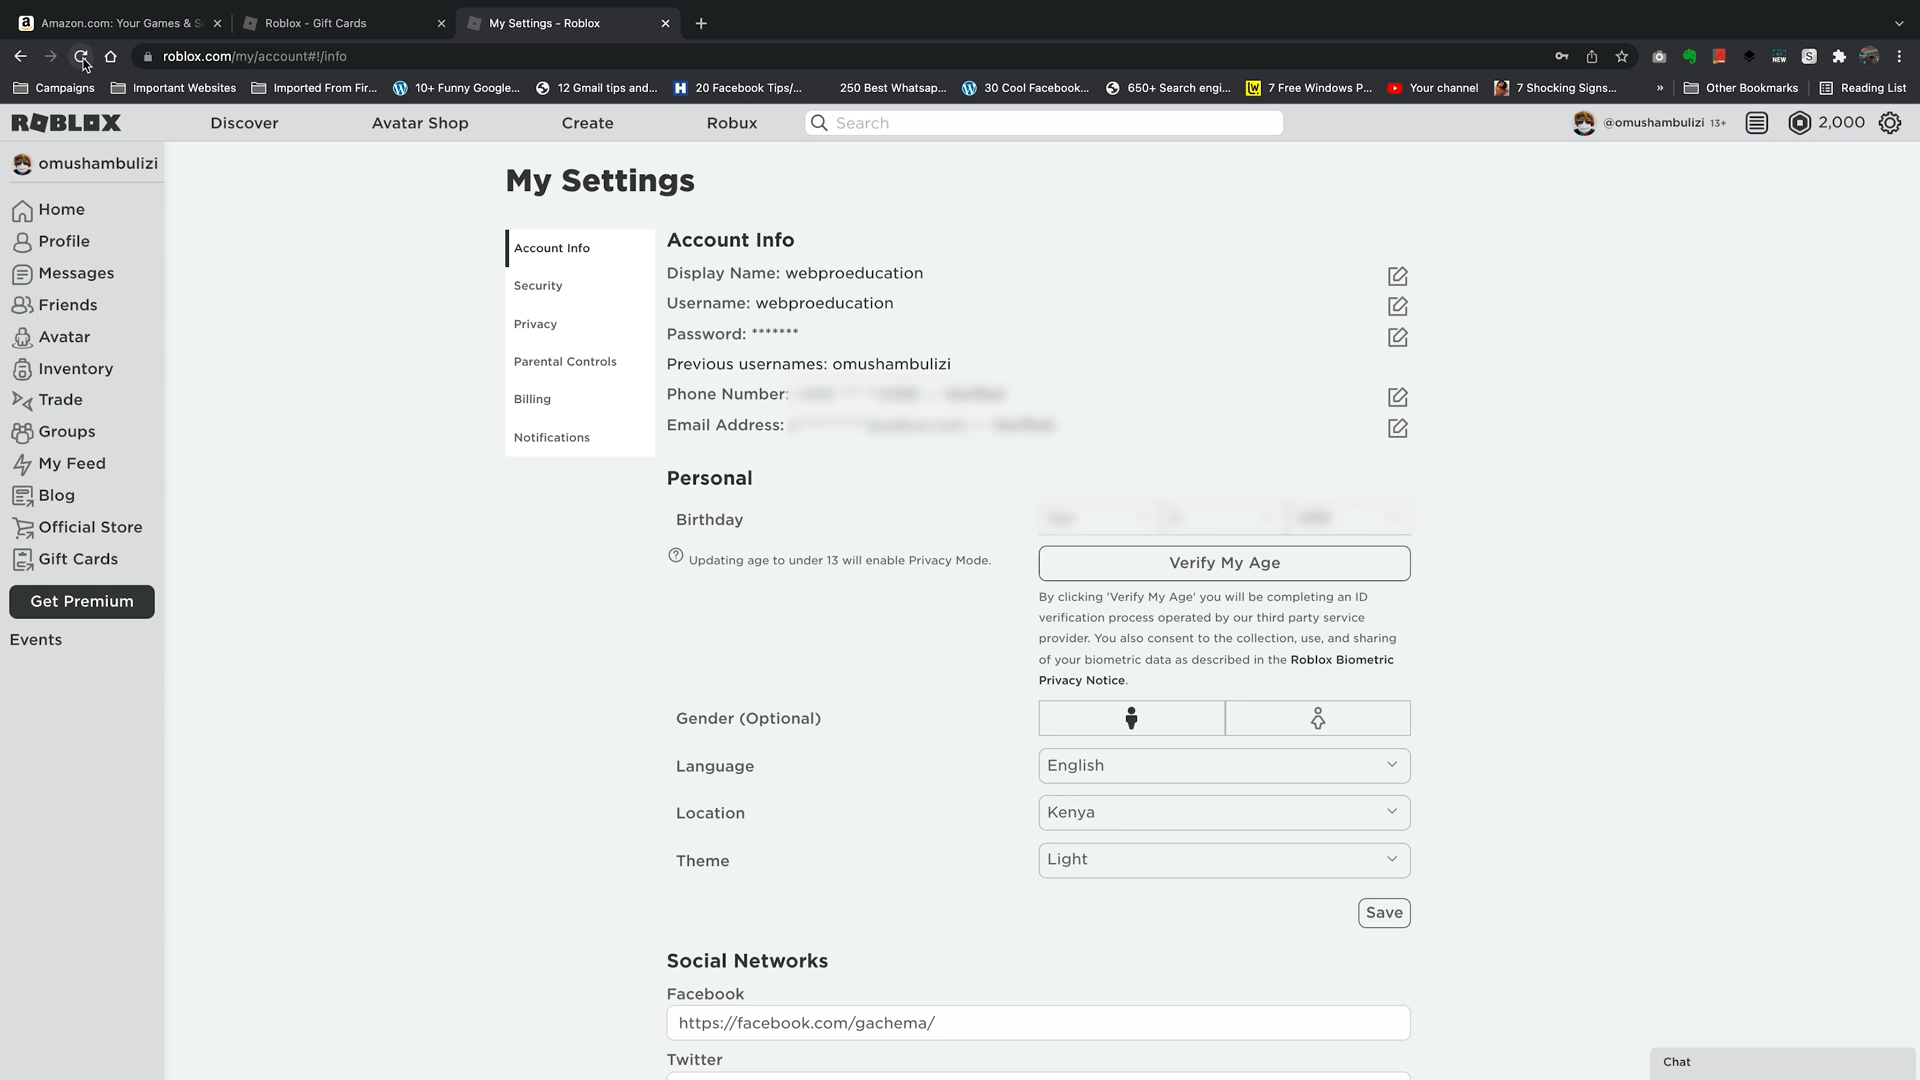 Amazon.com: Your Games & S
Roblox - Gift Cards
My Settings - Roblox
roblox.com/my/account#!/info
Campaigns
Important Websites
Imported From Fir...
10+ Funny Google...
12 Gmail tips and...
20 Facebook Tips/...
250 Best Whatsap...
30 Cool Facebook...
650+ Search engi...
7 Free Windows P...
Your channel
7 Shocking Signs...
»
Other Bookmarks
Reading List
ROBLOX
Discover
Avatar Shop
Create
Robux
Search
@omushambulizi 13+
2,000
omushambulizi
Home
Profile
Messages
Friends
Avatar
Inventory
Trade
Groups
My Feed
Blog
Official Store
Gift Cards
Get Premium
Events
My Settings
Account Info
Security
Privacy
Parental Controls
Billing
Notifications
Account Info
Display Name: webproeducation
Username: webproeducation
Password: *******
Previous usernames: omushambulizi
Phone Number:
Email Address:
Personal
Birthday
Updating age to under 13 will enable Privacy Mode.
Verify My Age
By clicking 'Verify My Age' you will be completing an ID
verification process operated by our third party service
provider. You also consent to the collection, use, and sharing
of your biometric data as described in the Roblox Biometric
Privacy Notice.
Gender (Optional)
Language
English
Location
Kenya
Theme
Light
Save
Social Networks
Facebook
https://facebook.com/gachema/
Twitter
Chat